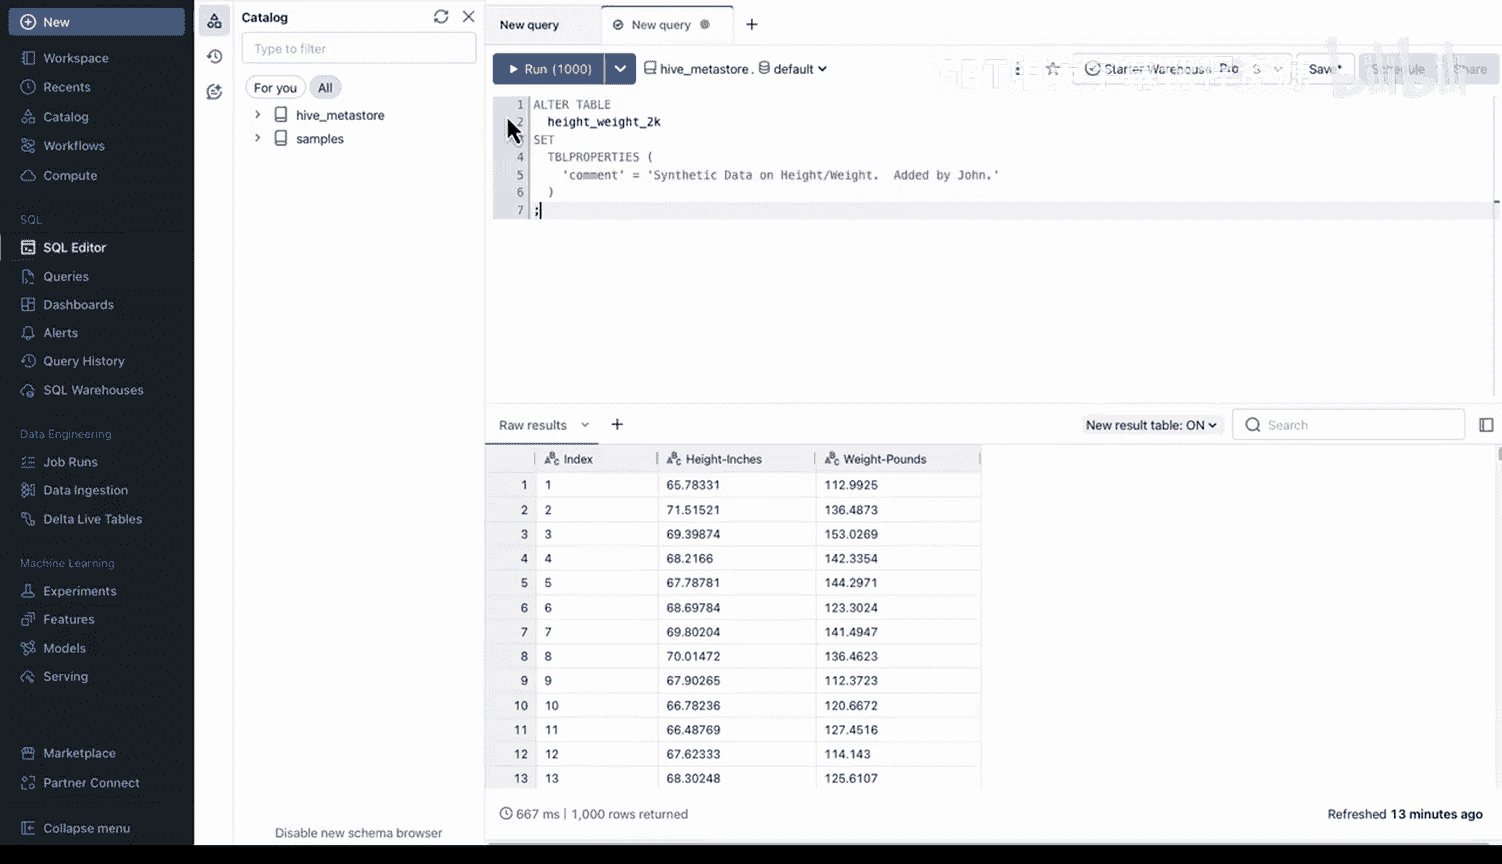 New
Workspace
Recents
Catalog
Workflows
Compute
SQL
SQL Editor
Queries
Dashboards
Alerts
Query History
SQL Warehouses
Data Engineering
Job Runs
Data Ingestion
Delta Live Tables
Machine Learning
Experiments
Features
Models
Serving
Marketplace
Partner Connect
Collapse menu
Catalog
Type to filter
For you All
hive_metastore
samples
Disable new schema browser
New query New query
Run (1000) hive_metastore . default Starter Warehouse Pro S Save* Schedule Share
bilibili
1 ALTER TABLE
2 height_weight_2k
SET
4 TBLPROPERTIES (
5 'comment' = 'Synthetic Data on Height/Weight.  Added by John.'
6 )
7 ;
Raw results New result table: ON Search
Index Height-Inches Weight-Pounds
1 1 65.78331 112.9925
2 2 71.51521 136.4873
3 3 69.39874 153.0269
4 4 68.2166 142.3354
5 5 67.78781 144.2971
6 6 68.69784 123.3024
7 7 69.80204 141.4947
8 8 70.01472 136.4623
9 9 67.90265 112.3723
10 10 66.78236 120.6672
11 11 66.48769 127.4516
12 12 67.62333 114.143
13 13 68.30248 125.6107
667 ms | 1,000 rows returned Refreshed 13 minutes ago